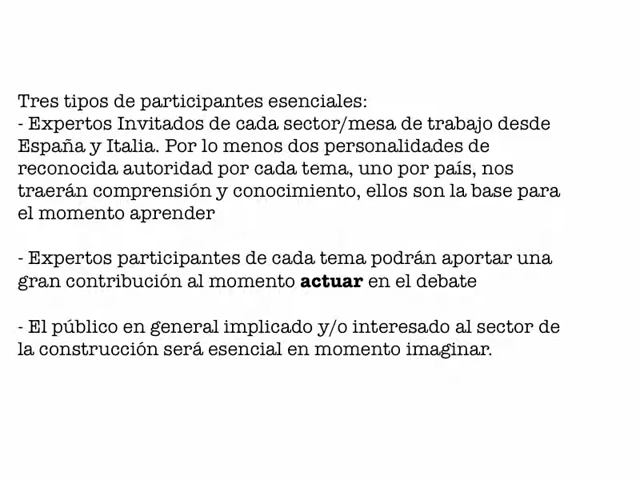 Tres tipos de participantes esenciales:
- Expertos Invitados de cada sector/mesa de trabajo desde
España y Italia. Por lo menos dos personalidades de
reconocida autoridad por cada tema, uno por país, nos
traerán comprensión y conocimiento, ellos son la base para
el momento aprender
- Expertos participantes de cada tema podrán aportar una
gran contribución al momento actuar en el debate
- El público en general implicado y/o interesado al sector de
la construcción será esencial en momento imaginar.